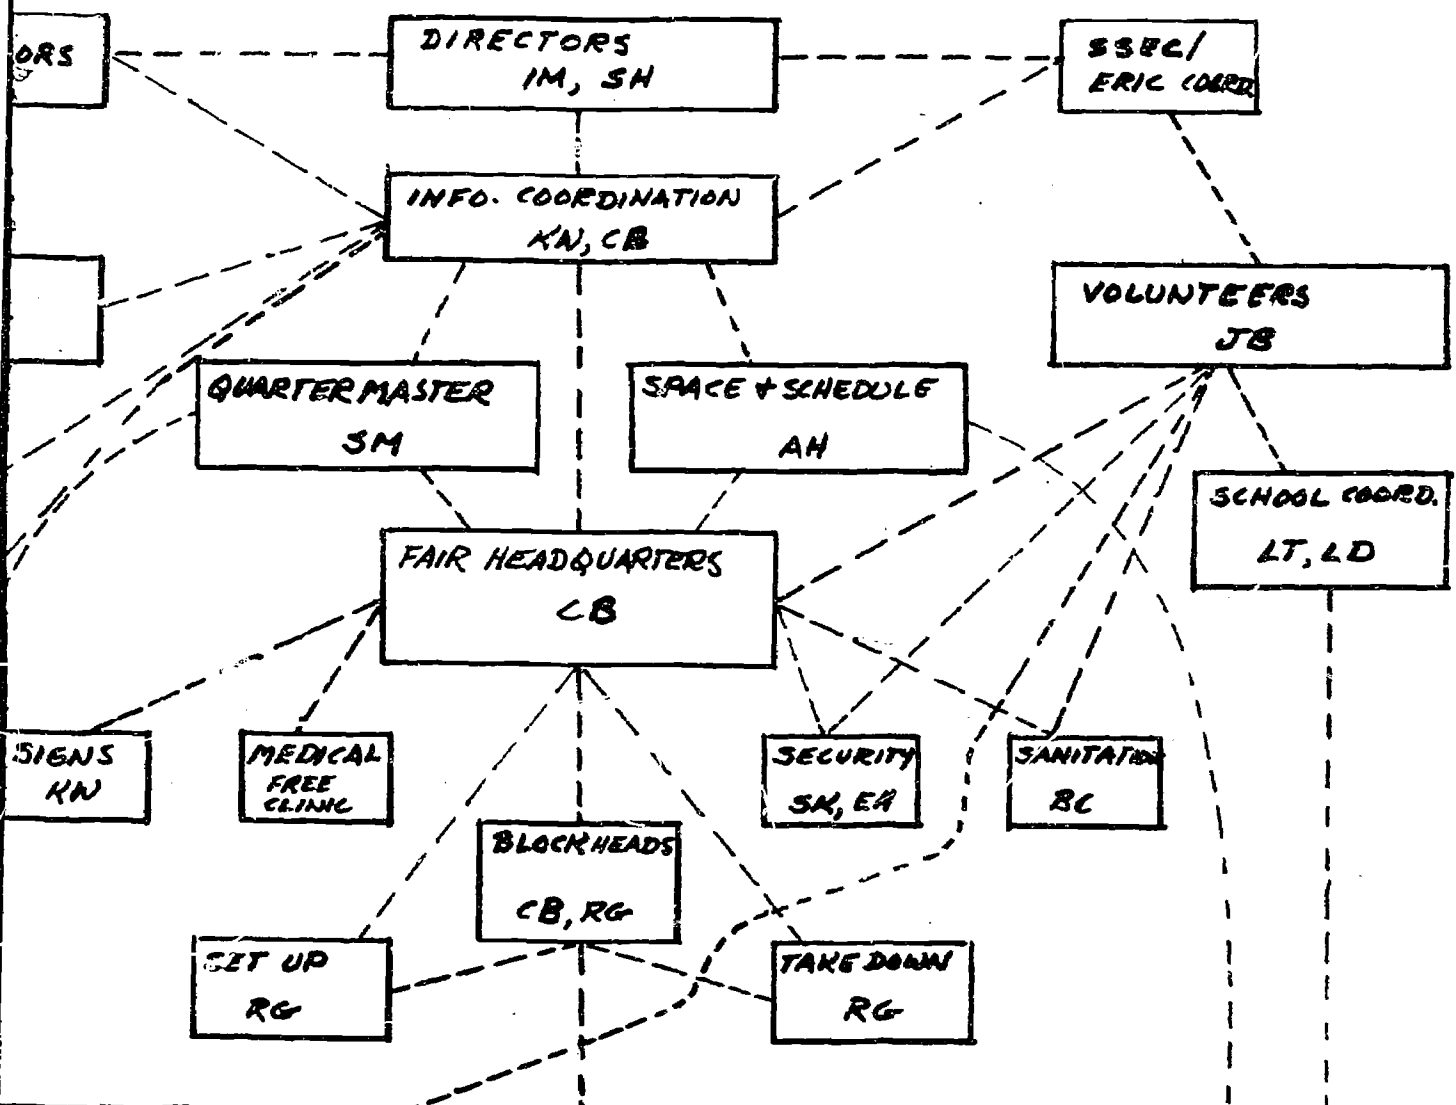 ORS
DIRECTORS
IM, SH
SSEC/
ERIC COORD.
INFO. COORDINATION
KN, CB
VOLUNTEERS
JB
QUARTERMASTER
SM
SPACE & SCHEDULE
AH
SCHOOL COORD.
LT, LD
FAIR HEADQUARTERS
CB
SIGNS
KN
MEDICAL
FREE
CLINIC
SECURITY
SK, EH
SANITATION
BC
BLOCKHEADS
CB, RG
SET UP
RG
TAKE DOWN
RG